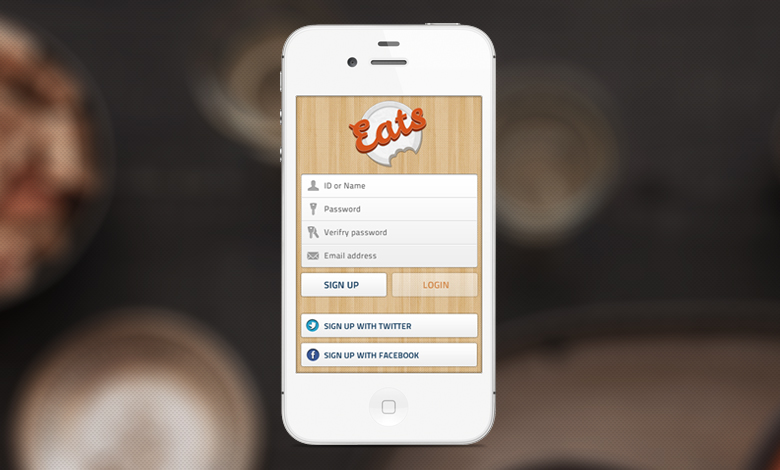 Eats
ID or Name
Password
Verifry password
Email address
SIGN UP
LOGIN
SIGN UP WITH TWITTER
SIGN UP WITH FACEBOOK